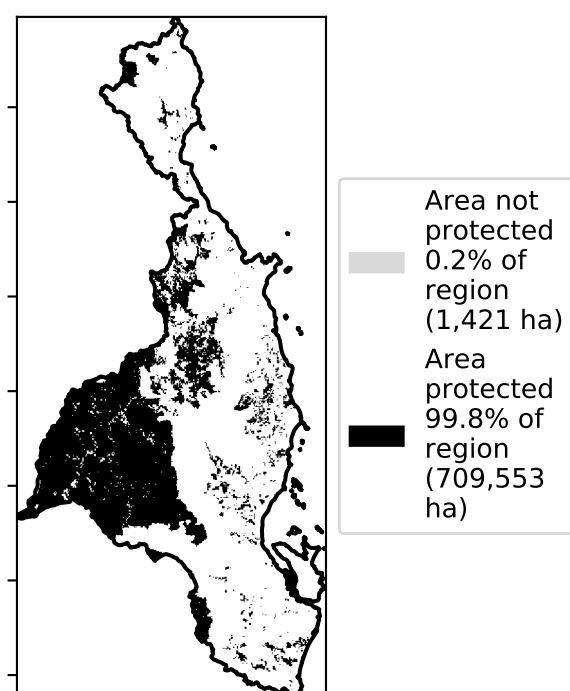 Area not
protected
0.2% of
region
(1,421 ha)
Area
protected
99.8% of
region
(709,553
ha)